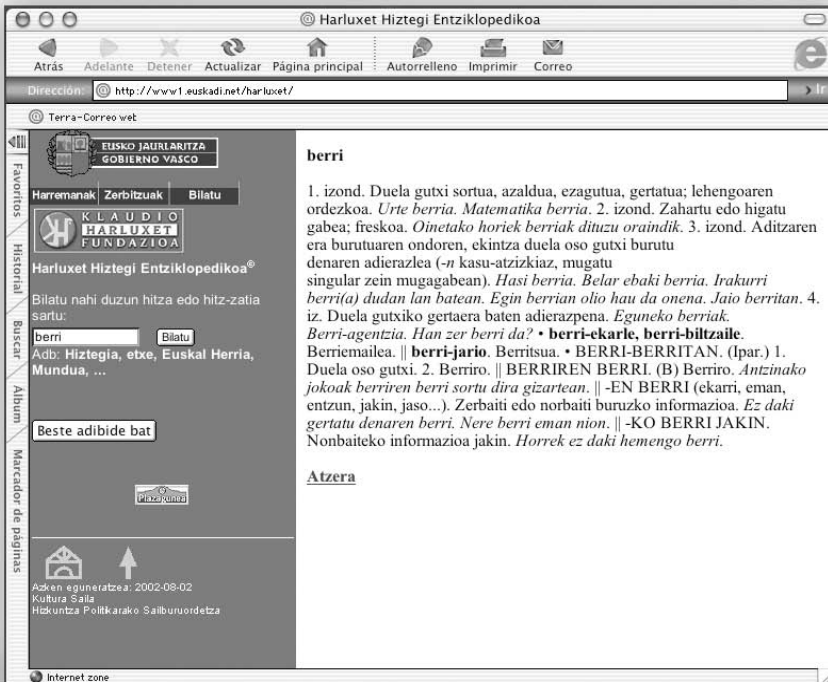 Harluxet Hiztegi Entziklopedikoa
Atrás Adelante Detener Actualizar Página principal Autorrelleno Imprimir Correo
Dirección: http://www1.euskadi.net/harluxet/ Ir
Terra-Correo web
Favoritos
Historial
Buscar
Álbum
Marcador de páginas
EUSKO JAURLARITZA
GOBIERNO VASCO
Harremanak Zerbitzuak Bilatu
KLAUDIO
HARLUXET
FUNDAZIOA
Harluxet Hiztegi Entziklopedikoa®
Bilatu nahi duzun hitza edo hitz-zatia
sartu:
berri Bilatu
Adb: Hiztegia, etxe, Euskal Herria,
Mundua, ...
Beste adibide bat
Plazagunea
Azken eguneratzea: 2002-08-02
Kultura Saila
Hizkuntza Politikarako Sailburuordetza
berri
1. izond. Duela gutxi sortua, azaldua, ezagutua, gertatua; lehengoaren
ordezkoa. Urte berria. Matematika berria. 2. izond. Zahartu edo higatu
gabea; freskoa. Oinetako horiek berriak dituzu oraindik. 3. izond. Aditzaren
era burutuaren ondoren, ekintza duela oso gutxi burutu
denaren adierazlea (-n kasu-atzizkiaz, mugatu
singular zein mugagabean). Hasi berria. Belar ebaki berria. Irakurri
berri(a) dudan lan batean. Egin berrian olio hau da onena. Jaio berritan. 4.
iz. Duela gutxiko gertaera baten adierazpena. Eguneko berriak.
Berri-agentzia. Han zer berri da? • berri-ekarle, berri-biltzaile.
Berriemailea. || berri-jario. Berritsua. • BERRI-BERRITAN. (Ipar.) 1.
Duela oso gutxi. 2. Berriro. || BERRIREN BERRI. (B) Berriro. Antzinako
jokoak berriren berri sortu dira gizartean. || -EN BERRI (ekarri, eman,
entzun, jakin, jaso...). Zerbaiti edo norbaiti buruzko informazioa. Ez daki
gertatu denaren berri. Nere berri eman nion. || -KO BERRI JAKIN.
Nonbaiteko informazioa jakin. Horrek ez daki hemengo berri.
Atzera
Internet zone